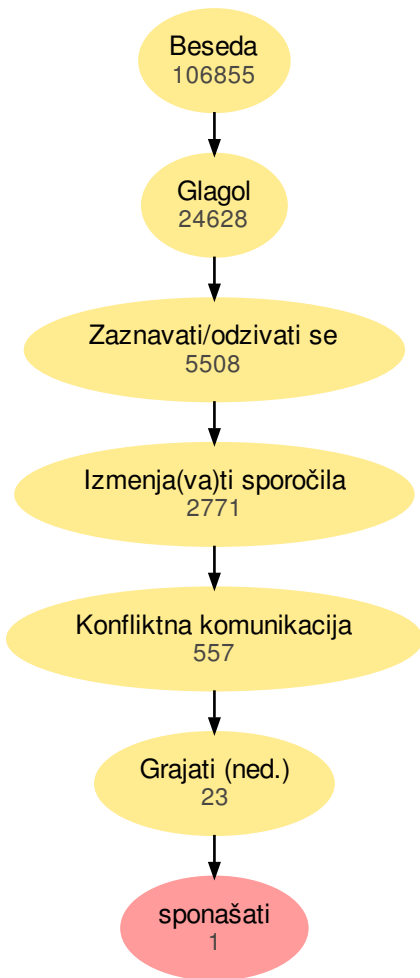 Beseda
106855
Glagol
24628
Zaznavati/odzivati se
5508
Izmenja(va)ti sporočila
2771
Konfliktna komunikacija
557
Grajati (ned.)
23
sponašati
1